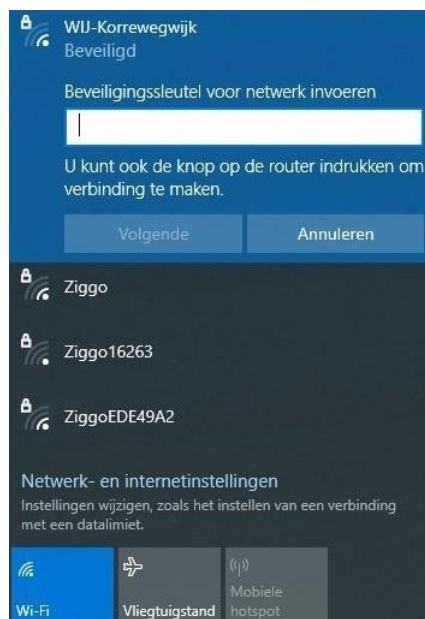 WIJ-Korrewegwijk
Beveiligd
Beveiligingssleutel voor netwerk invoeren
U kunt ook de knop op de router indrukken om
verbinding te maken.
Volgende
Annuleren
Ziggo
Ziggo16263
ZiggoEDE49A2
Netwerk- en internetinstellingen
Instellingen wijzigen, zoals het instellen van een verbinding
met een datalimiet.
Wi-Fi
Vliegtuigstand
Mobiele
hotspot